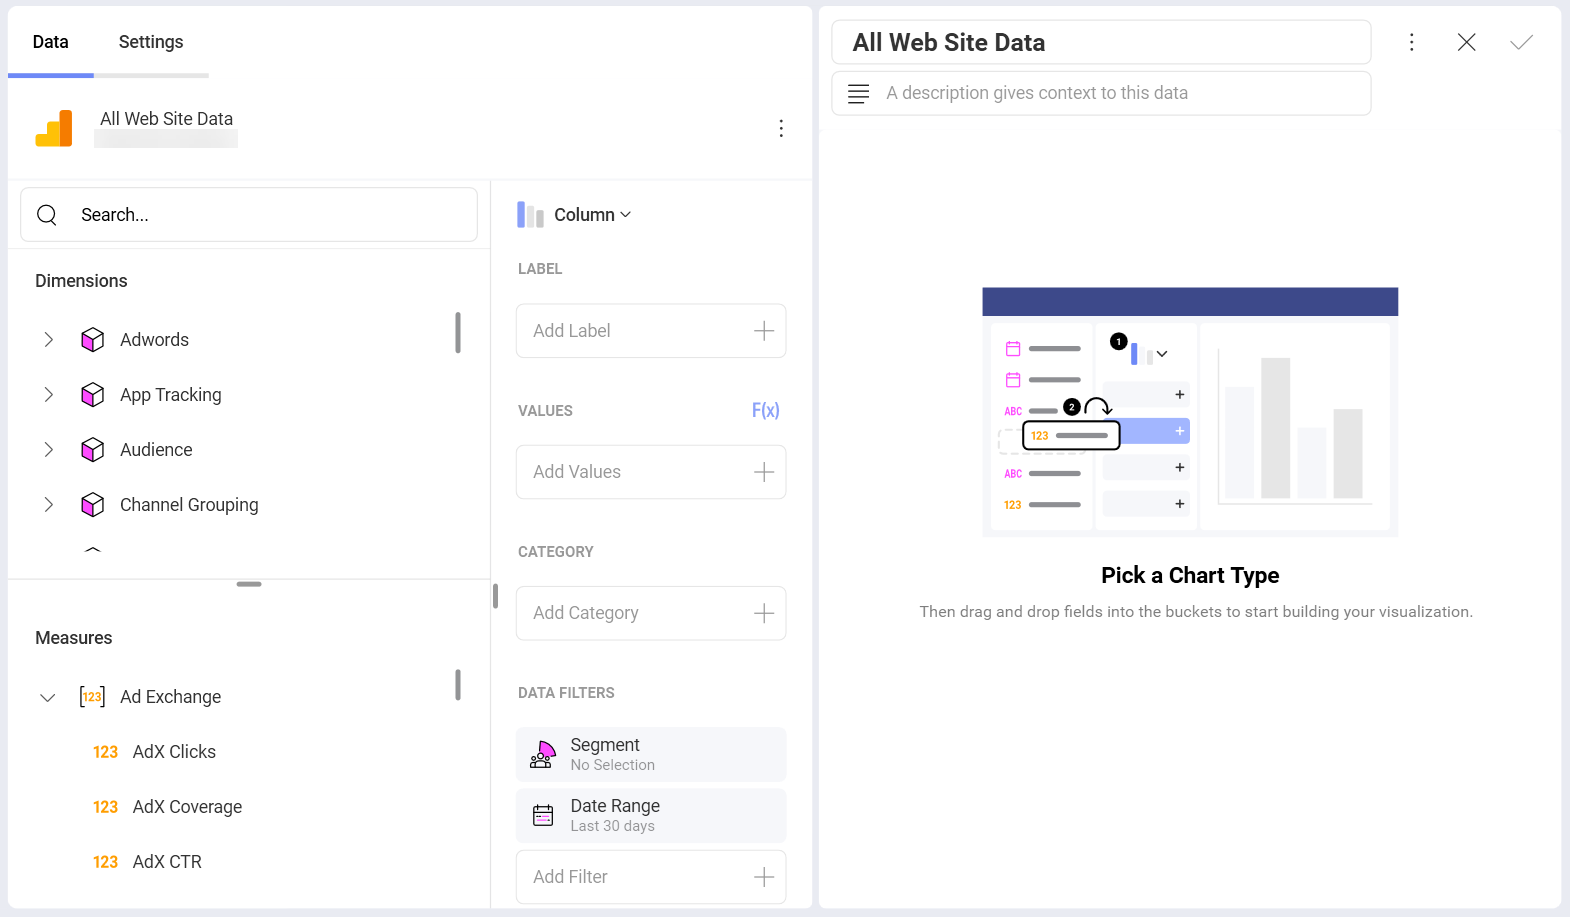 Data
Settings
All Web Site Data
Search...
Dimensions
Adwords
App Tracking
Audience
Channel Grouping
Measures
[123] Ad Exchange
123 AdX Clicks
123 AdX Coverage
123 AdX CTR
Column
LABEL
Add Label
VALUES
F(x)
Add Values
CATEGORY
Add Category
DATA FILTERS
Segment
No Selection
Date Range
Last 30 days
Add Filter
All Web Site Data
A description gives context to this data
1
ABC
2
123
ABC
123
Pick a Chart Type
Then drag and drop fields into the buckets to start building your visualization.